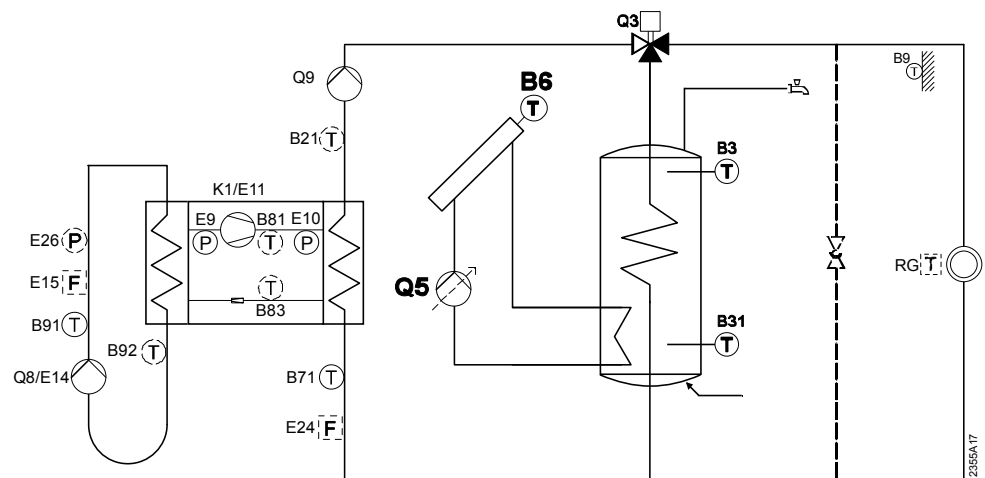 Q3
B9 T
Q9
B6
T
B21 T
B3
T
K1/E11
E9 B81 E10
P T P
E26 P
E15 F
T
B83
Q5
RG T
B91 T
B92 T
B31
T
Q8/E14
B71 T
E24 F
2355A17